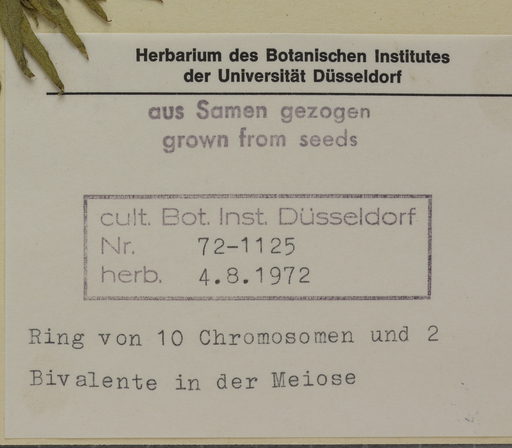 Herbarium des Botanischen Institutes
der Universität Düsseldorf
aus Samen gezogen
grown from seeds
cult. Bot. Inst. Düsseldorf
Nr. 72-1125
herb. 4.8.1972
Ring von 10 Chromosomen und 2
Bivalente in der Meiose